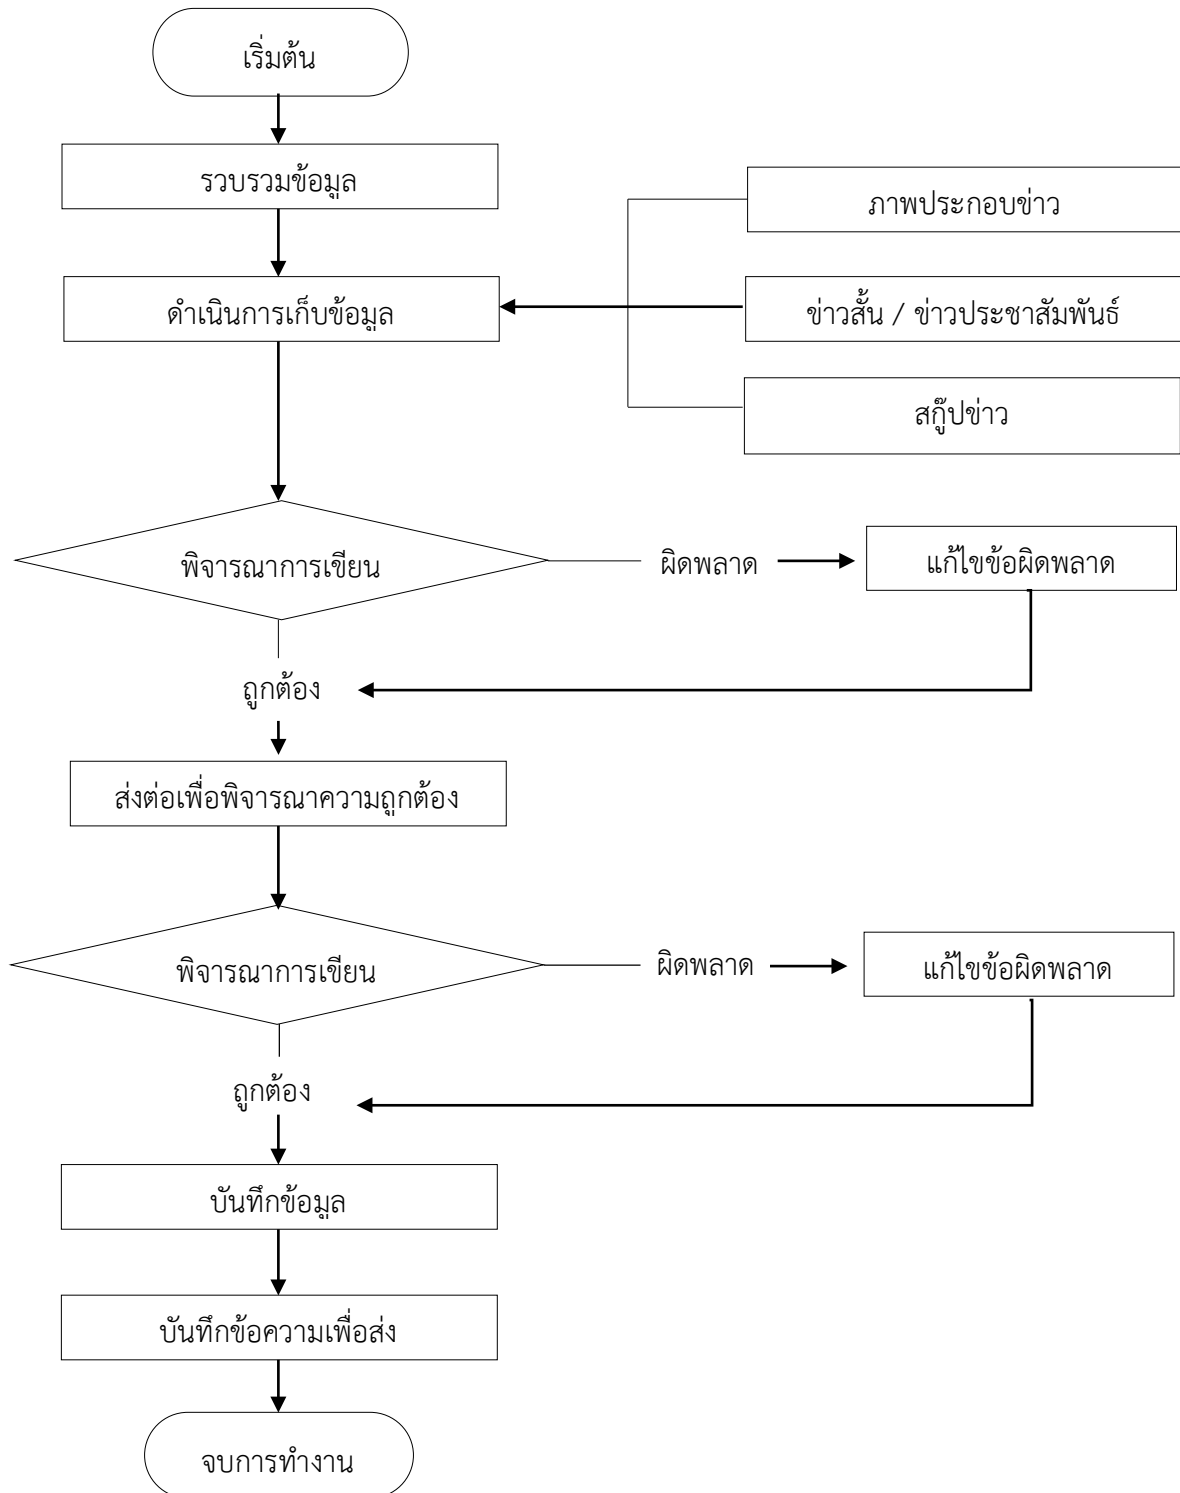 เริ่มต้น
รวบรวมข้อมูล
ภาพประกอบข่าว
ดำเนินการเก็บข้อมูล
ข่าวสั้น / ข่าวประชาสัมพันธ์
สกู๊ปข่าว
พิจารณาการเขียน
ผิดพลาด
แก้ไขข้อผิดพลาด
ถูกต้อง
ส่งต่อเพื่อพิจารณาความถูกต้อง
พิจารณาการเขียน
ผิดพลาด
แก้ไขข้อผิดพลาด
ถูกต้อง
บันทึกข้อมูล
บันทึกข้อความเพื่อส่ง
จบการทำงาน